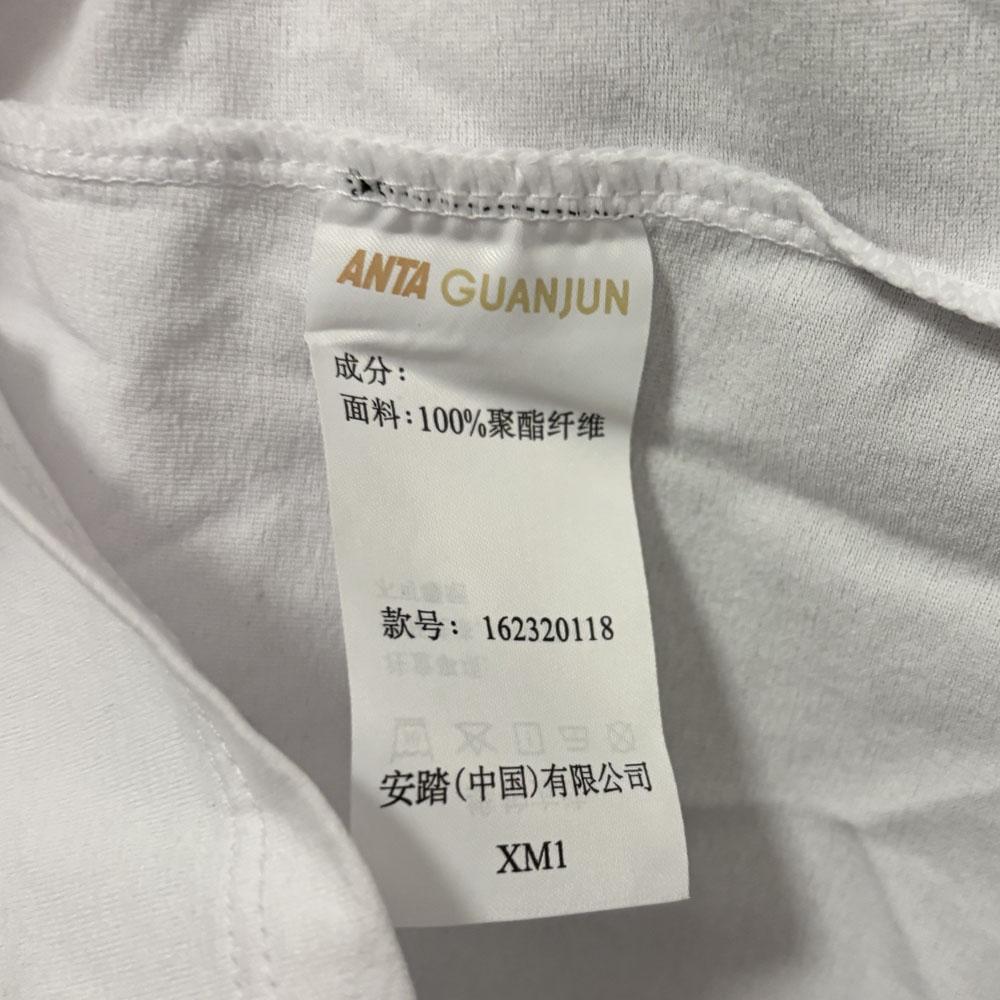 ANTA GUANJUN
成分:
面料:100%聚酯纤维
款号: 162320118
安踏(中国)有限公司
XM1